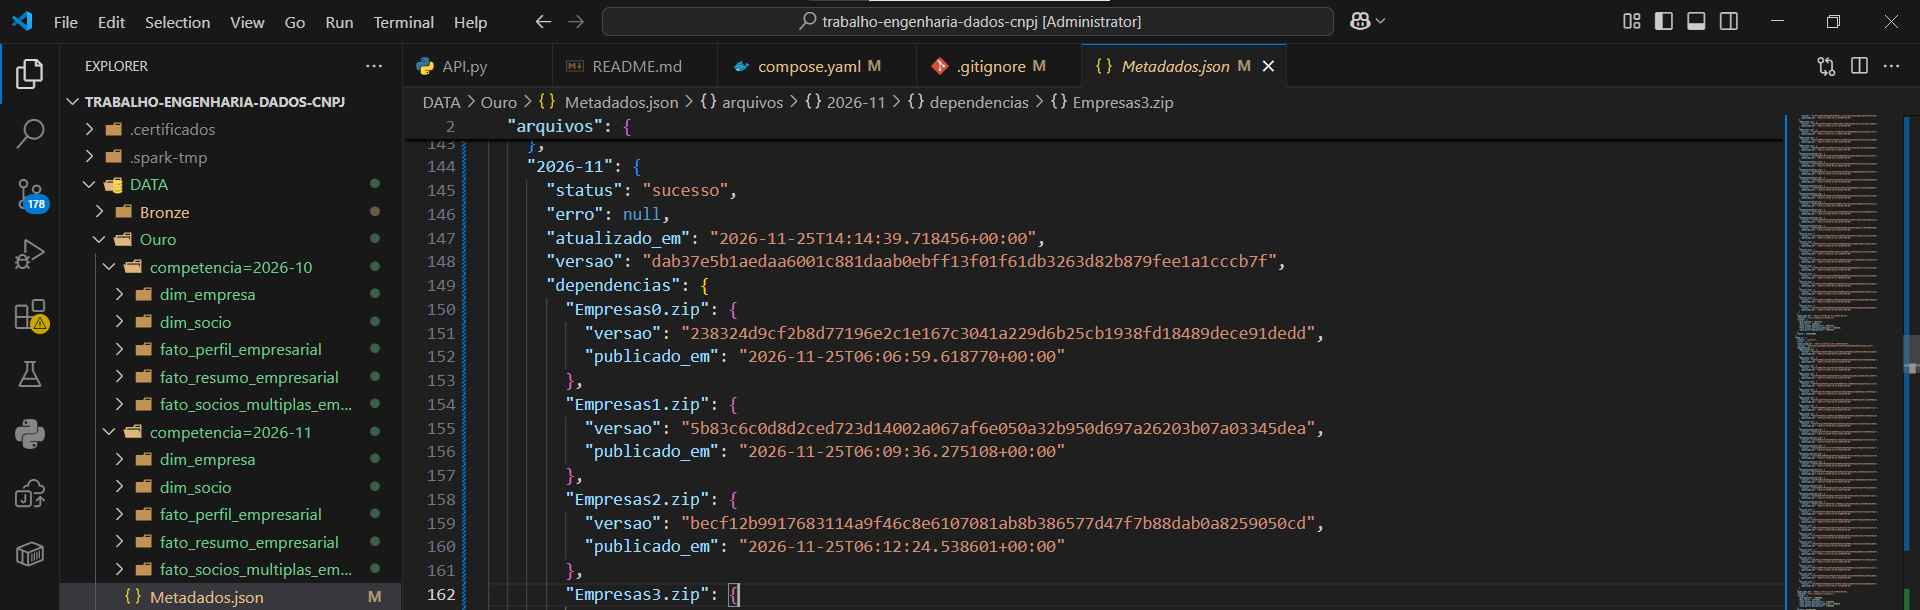 File Edit Selection View Go Run Terminal Help
trabalho-engenharia-dados-cnpj [Administrator]
EXPLORER
TRABALHO-ENGENHARIA-DADOS-CNPJ
.certificados
.spark-tmp
DATA
Bronze
Ouro
competencia=2026-10
dim_empresa
dim_socio
fato_perfil_empresarial
fato_resumo_empresarial
fato_socios_multiplas_em...
competencia=2026-11
dim_empresa
dim_socio
fato_perfil_empresarial
fato_resumo_empresarial
fato_socios_multiplas_em...
{} Metadados.json M
178
API.py
README.md
compose.yaml M
.gitignore M
{} Metadados.json M
DATA > Ouro > {} Metadados.json > {} arquivos > {} 2026-11 > {} dependencias > {} Empresas3.zip
2 "arquivos": {
143 },
144 "2026-11": {
145 "status": "sucesso",
146 "erro": null,
147 "atualizado_em": "2026-11-25T14:14:39.718456+00:00",
148 "versao": "dab37e5b1aedaa6001c881daab0ebff13f01f61db3263d82b879fee1a1cccb7f",
149 "dependencias": {
150 "Empresas0.zip": {
151 "versao": "238324d9cf2b8d77196e2c1e167c3041a229d6b25cb1938fd18489dece91dedd",
152 "publicado_em": "2026-11-25T06:06:59.618770+00:00"
153 },
154 "Empresas1.zip": {
155 "versao": "5b83c6c0d8d2ced723d14002a067af6e050a32b950d697a26203b07a03345dea",
156 "publicado_em": "2026-11-25T06:09:36.275108+00:00"
157 },
158 "Empresas2.zip": {
159 "versao": "becf12b9917683114a9f46c8e6107081ab8b386577d47f7b88dab0a8259050cd",
160 "publicado_em": "2026-11-25T06:12:24.538601+00:00"
161 },
162 "Empresas3.zip": {